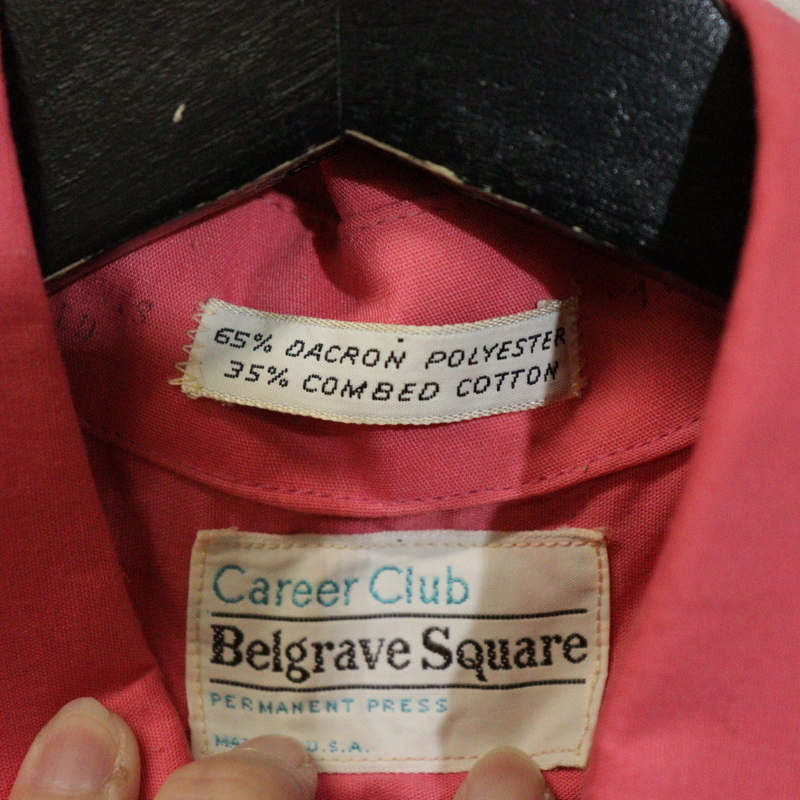 65% DACRON POLYESTER
35% COMBED COTTON
Career Club
Belgrave Square
PERMANENT PRESS
U.S.A.